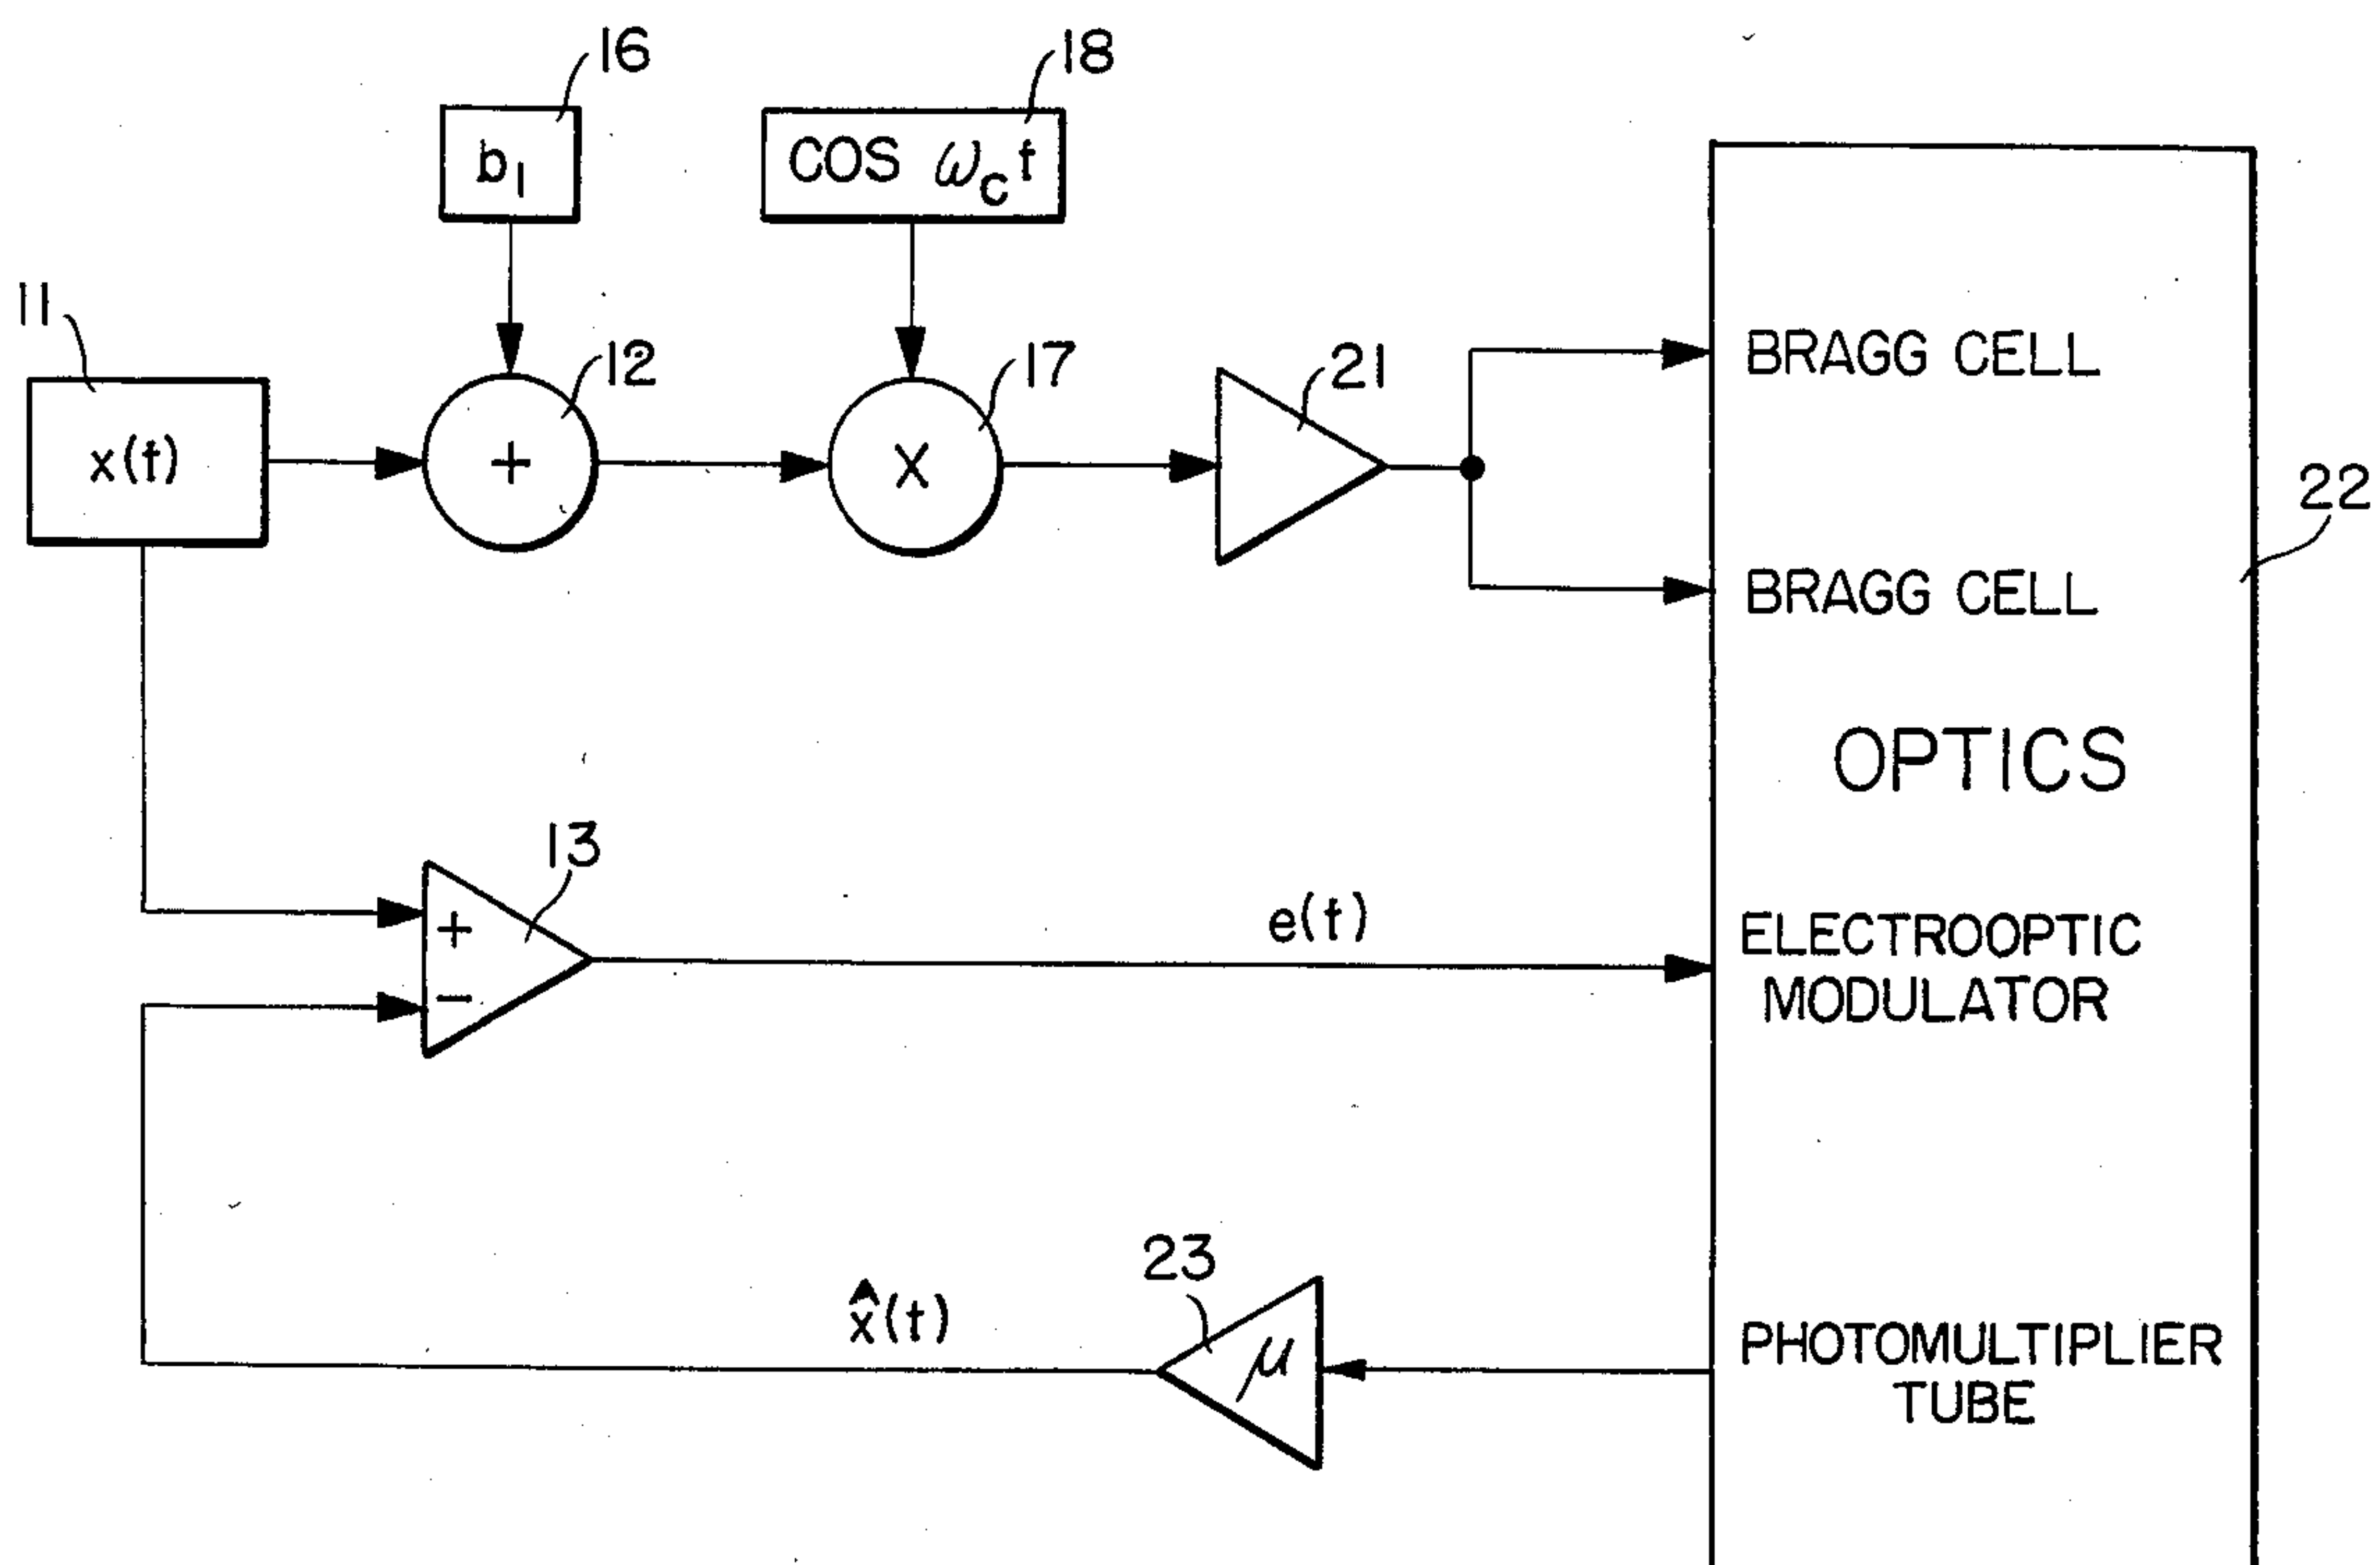 16
18
b₁
COS ω_c t
11
12
17
21
BRAGG CELL
x(t)
+
X
22
BRAGG CELL
OPTICS
13
+
e(t)
ELECTROOPTIC
−
MODULATOR
23
x̂(t)
μ
PHOTOMULTIPLIER
TUBE